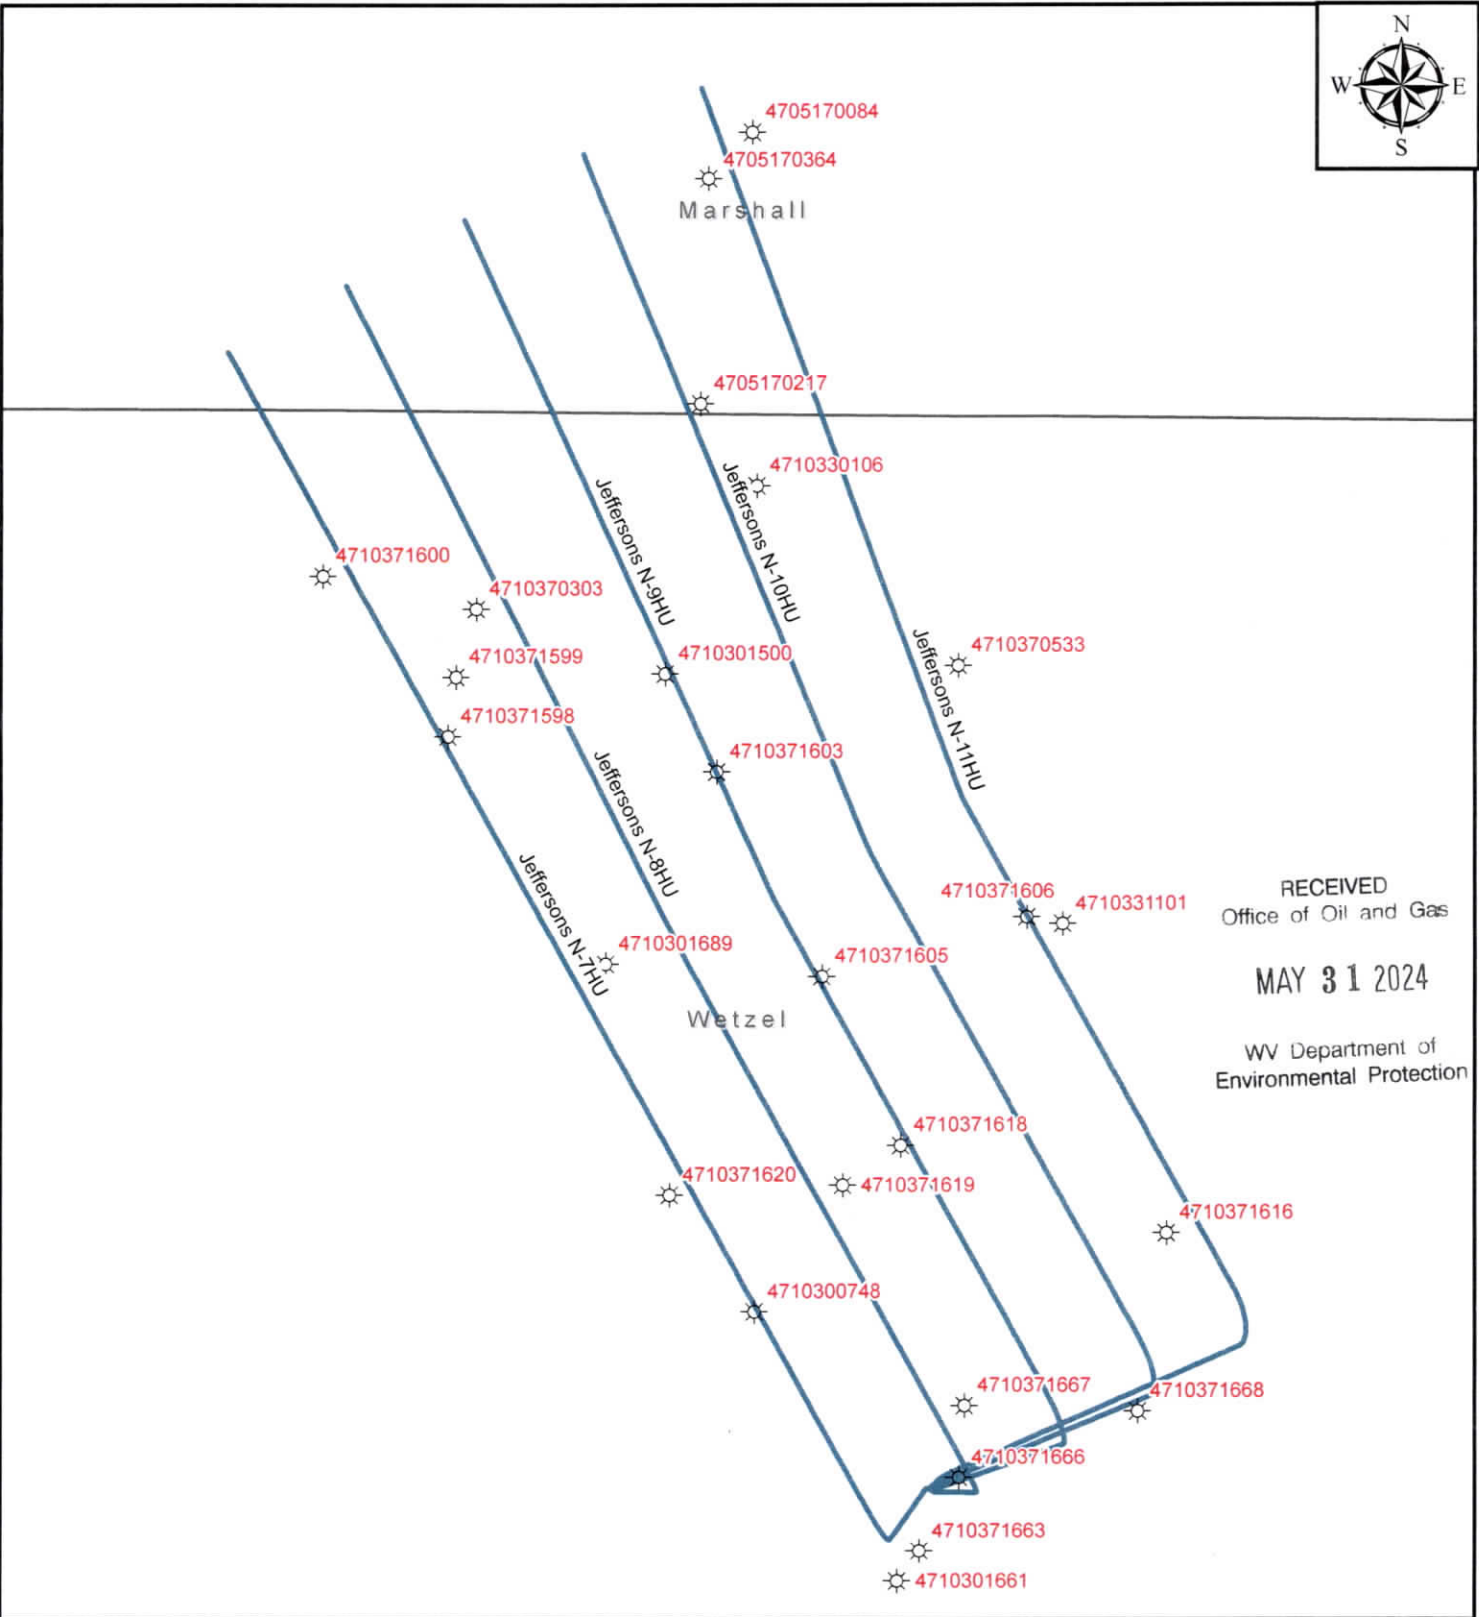 N
W E
S
4705170084
4705170364
Marshall
4705170217
4710330106
Jeffersons N-9HU
Jeffersons N-10HU
4710371600
4710370303
4710371599
4710301500
4710370533
Jeffersons N-11HU
4710371598
4710371603
Jeffersons N-8HU
Jeffersons N-7HU
4710371606
4710331101
RECEIVED
Office of Oil and Gas
4710301689
4710371605
MAY 31 2024
Wetzel
WV Department of
Environmental Protection
4710371618
4710371620
4710371619
4710371616
4710300748
4710371667
4710371668
4710371666
4710371663
4710301661